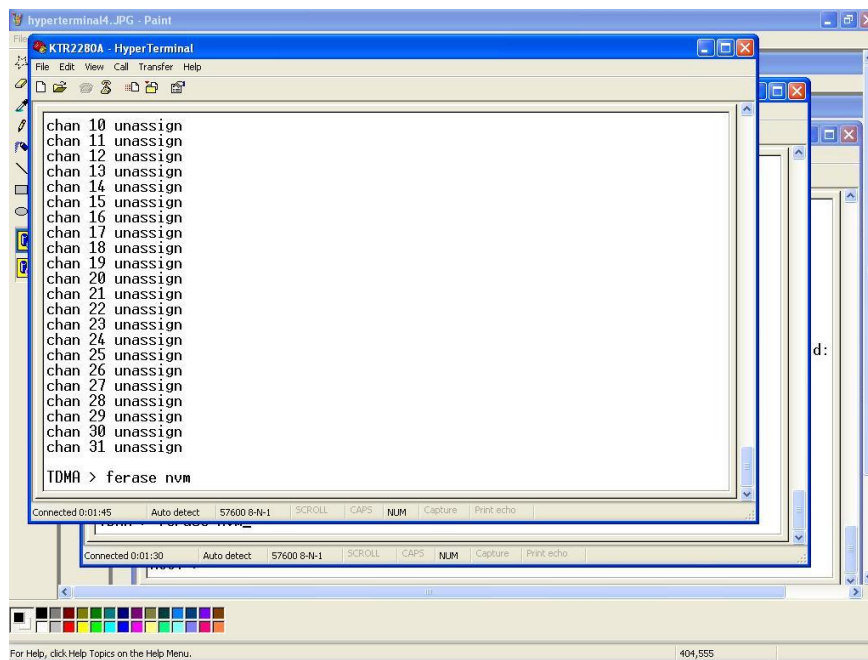 hyperterminal4.JPG - Paint
File
KTR2280A - HyperTerminal
File Edit View Call Transfer Help
chan 10 unassign
chan 11 unassign
chan 12 unassign
chan 13 unassign
chan 14 unassign
chan 15 unassign
chan 16 unassign
chan 17 unassign
chan 18 unassign
chan 19 unassign
chan 20 unassign
chan 21 unassign
chan 22 unassign
chan 23 unassign
chan 24 unassign
chan 25 unassign
chan 26 unassign
chan 27 unassign
chan 28 unassign
chan 29 unassign
chan 30 unassign
chan 31 unassign
d:
TDMA > ferase nvm
Connected 0:01:45 Auto detect 57600 8-N-1 SCROLL CAPS NUM Capture Print echo
TDMA > ferase nvm_
Connected 0:01:30 Auto detect 57600 8-N-1 SCROLL CAPS NUM Capture Print echo
For Help, click Help Topics on the Help Menu. 404,555